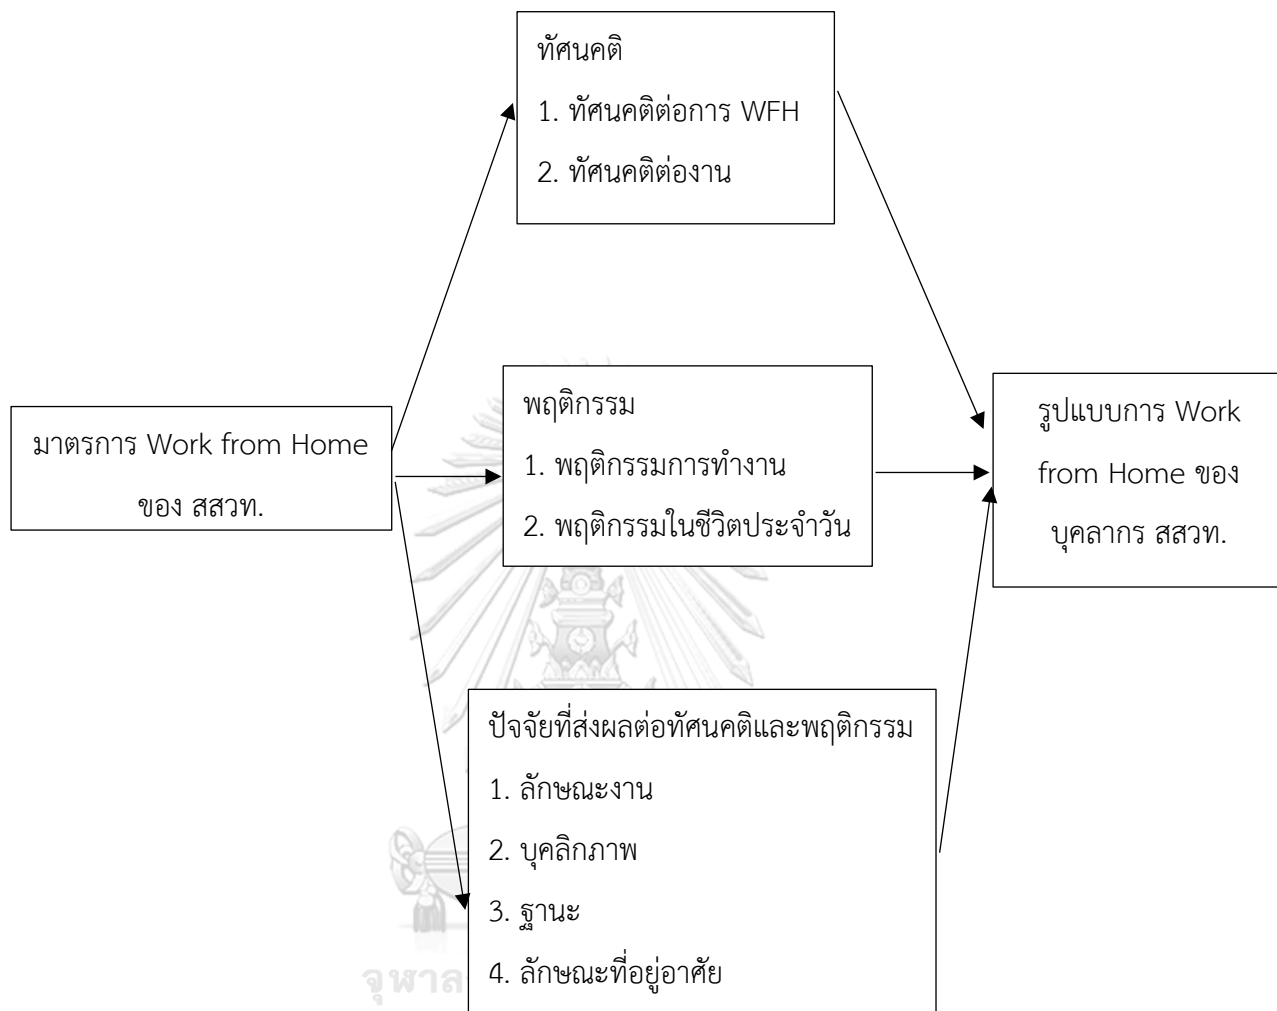 ทัศนคติ
1. ทัศนคติต่อการ WFH
2. ทัศนคติต่องาน
มาตรการ Work from Home
ของ สสวท.
พฤติกรรม
1. พฤติกรรมการทำงาน
2. พฤติกรรมในชีวิตประจำวัน
รูปแบบการ Work
from Home ของ
บุคลากร สสวท.
ปัจจัยที่ส่งผลต่อทัศนคติและพฤติกรรม
1. ลักษณะงาน
2. บุคลิกภาพ
3. ฐานะ
4. ลักษณะที่อยู่อาศัย